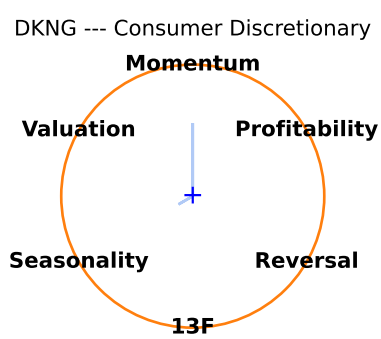 DKNG --- Consumer Discretionary
Momentum
Valuation
Profitability
Seasonality
Reversal
13F